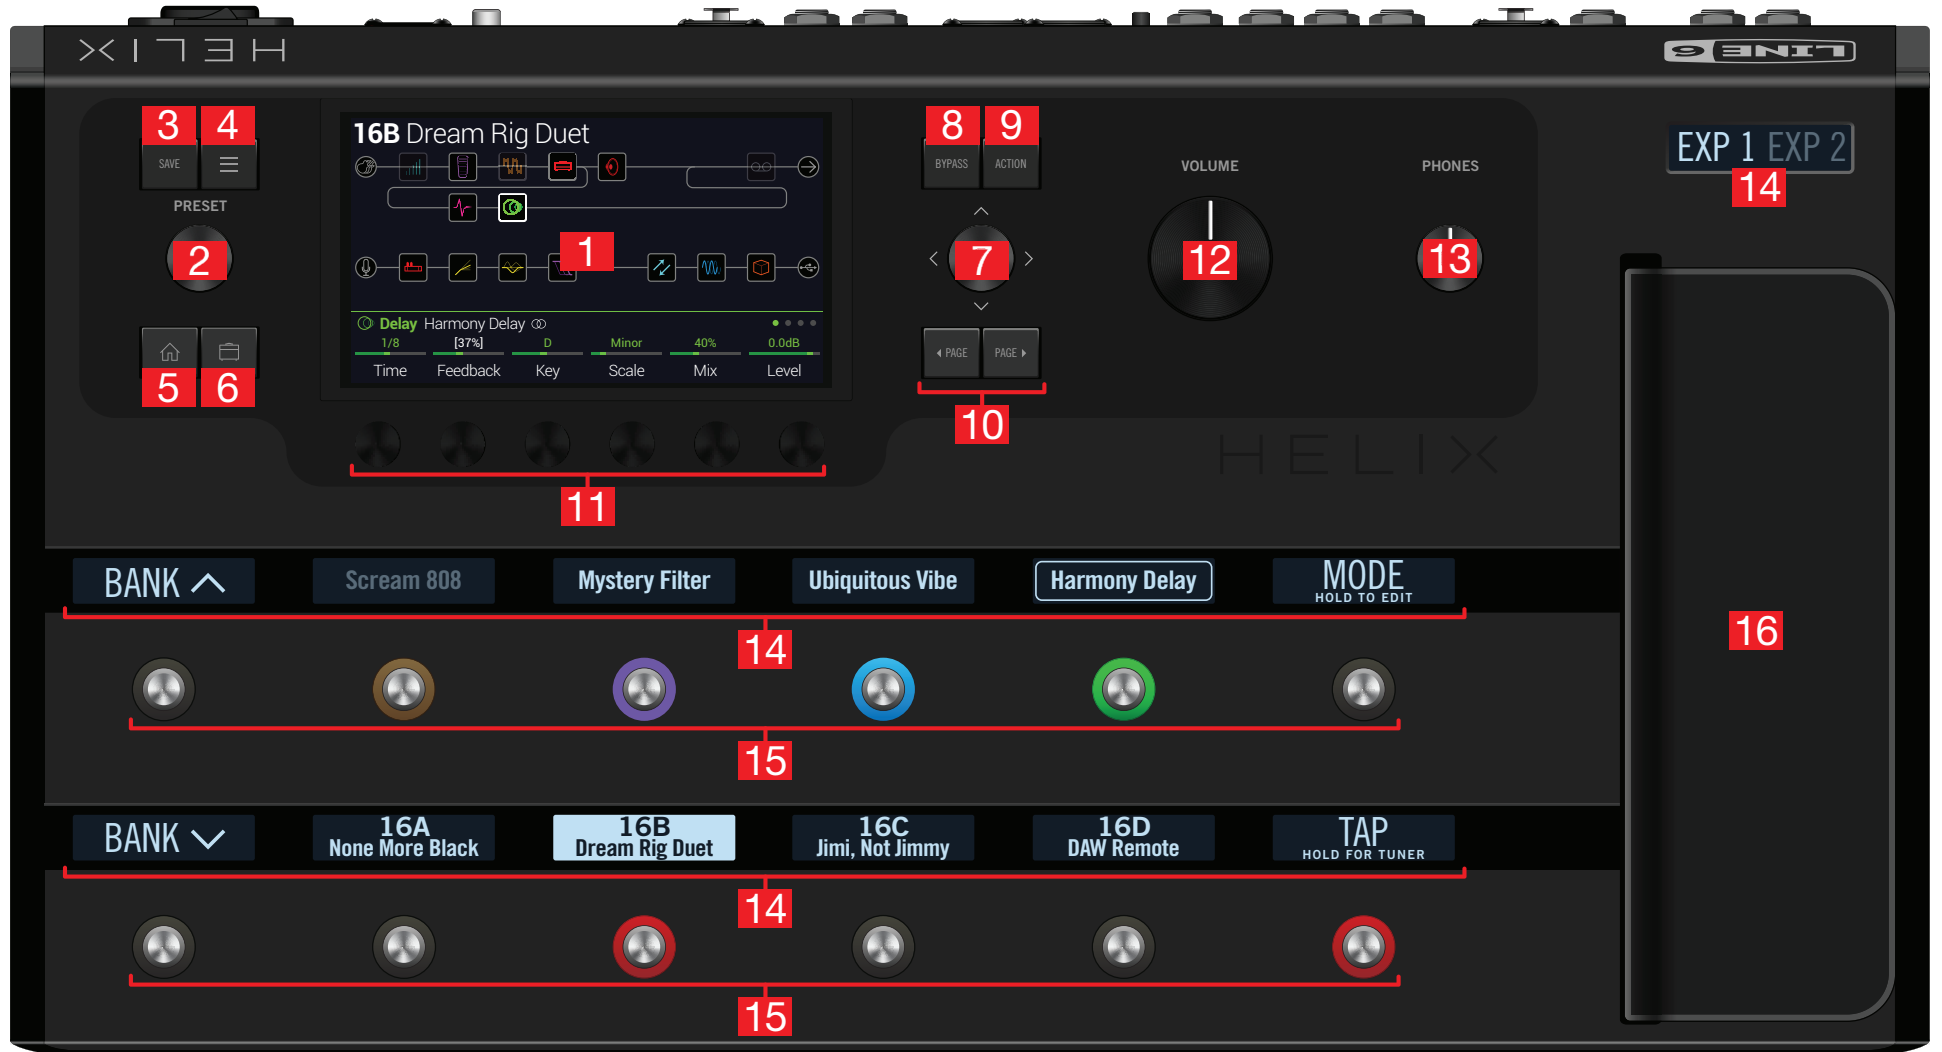 HELIX
LINE 6
3
4
8
9
SAVE
BYPASS
ACTION
16B Dream Rig Duet
EXP 1 EXP 2
14
VOLUME
PHONES
PRESET
2
1
7
12
13
Delay Harmony Delay
1/8 [37%] D Minor 40% 0.0dB
Time Feedback Key Scale Mix Level
PAGE PAGE
5
6
10
HELIX
11
BANK
Scream 808
Mystery Filter
Ubiquitous Vibe
Harmony Delay
MODE
HOLD TO EDIT
14
16
15
BANK
16A
None More Black
16B
Dream Rig Duet
16C
Jimi, Not Jimmy
16D
DAW Remote
TAP
HOLD FOR TUNER
14
15